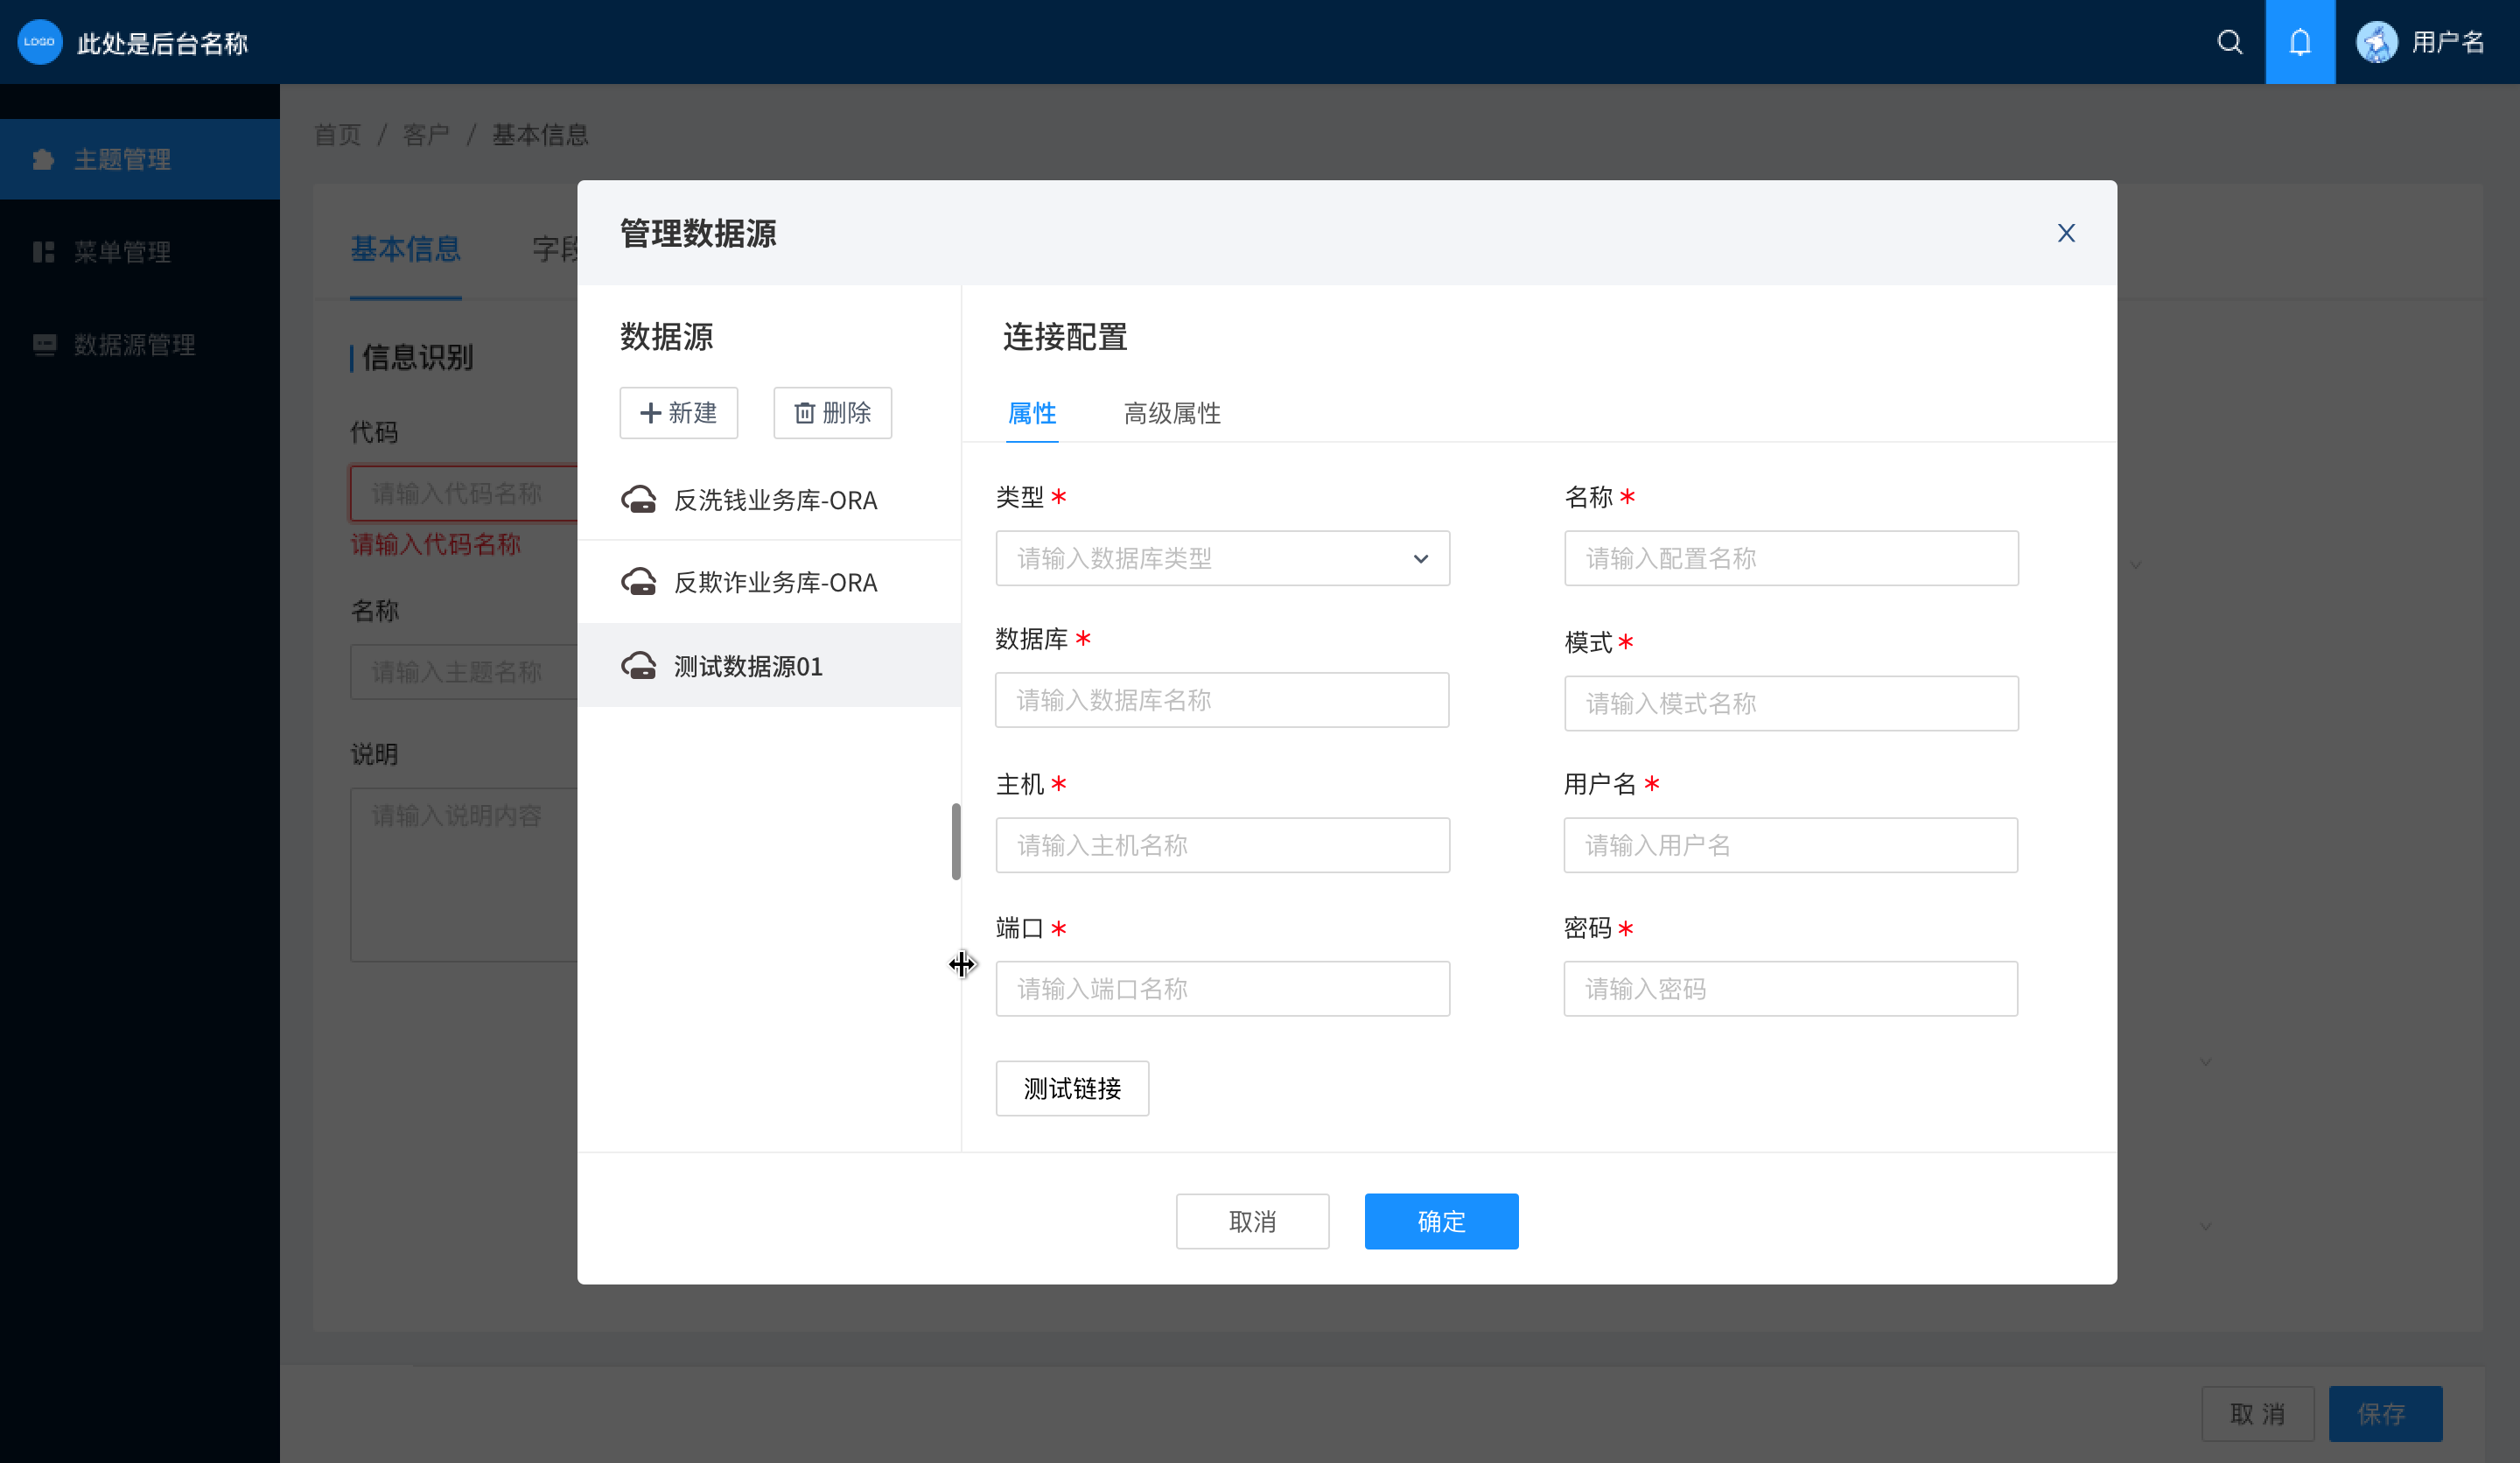 LOGO 此处是后台名称 用户名
主题管理
菜单管理
数据源管理
首页 / 客户 / 基本信息
基本信息 字段
信息识别
代码
请输入代码名称
请输入代码名称
名称
请输入主题名称
说明
请输入说明内容
管理数据源 X
数据源
新建 删除
反洗钱业务库-ORA
反欺诈业务库-ORA
测试数据源01
连接配置
属性 高级属性
类型 * 名称 *
请输入数据库类型 请输入配置名称
数据库 * 模式 *
请输入数据库名称 请输入模式名称
主机 * 用户名 *
请输入主机名称 请输入用户名
端口 * 密码 *
请输入端口名称 请输入密码
测试链接
取消 确定
取 消 保存